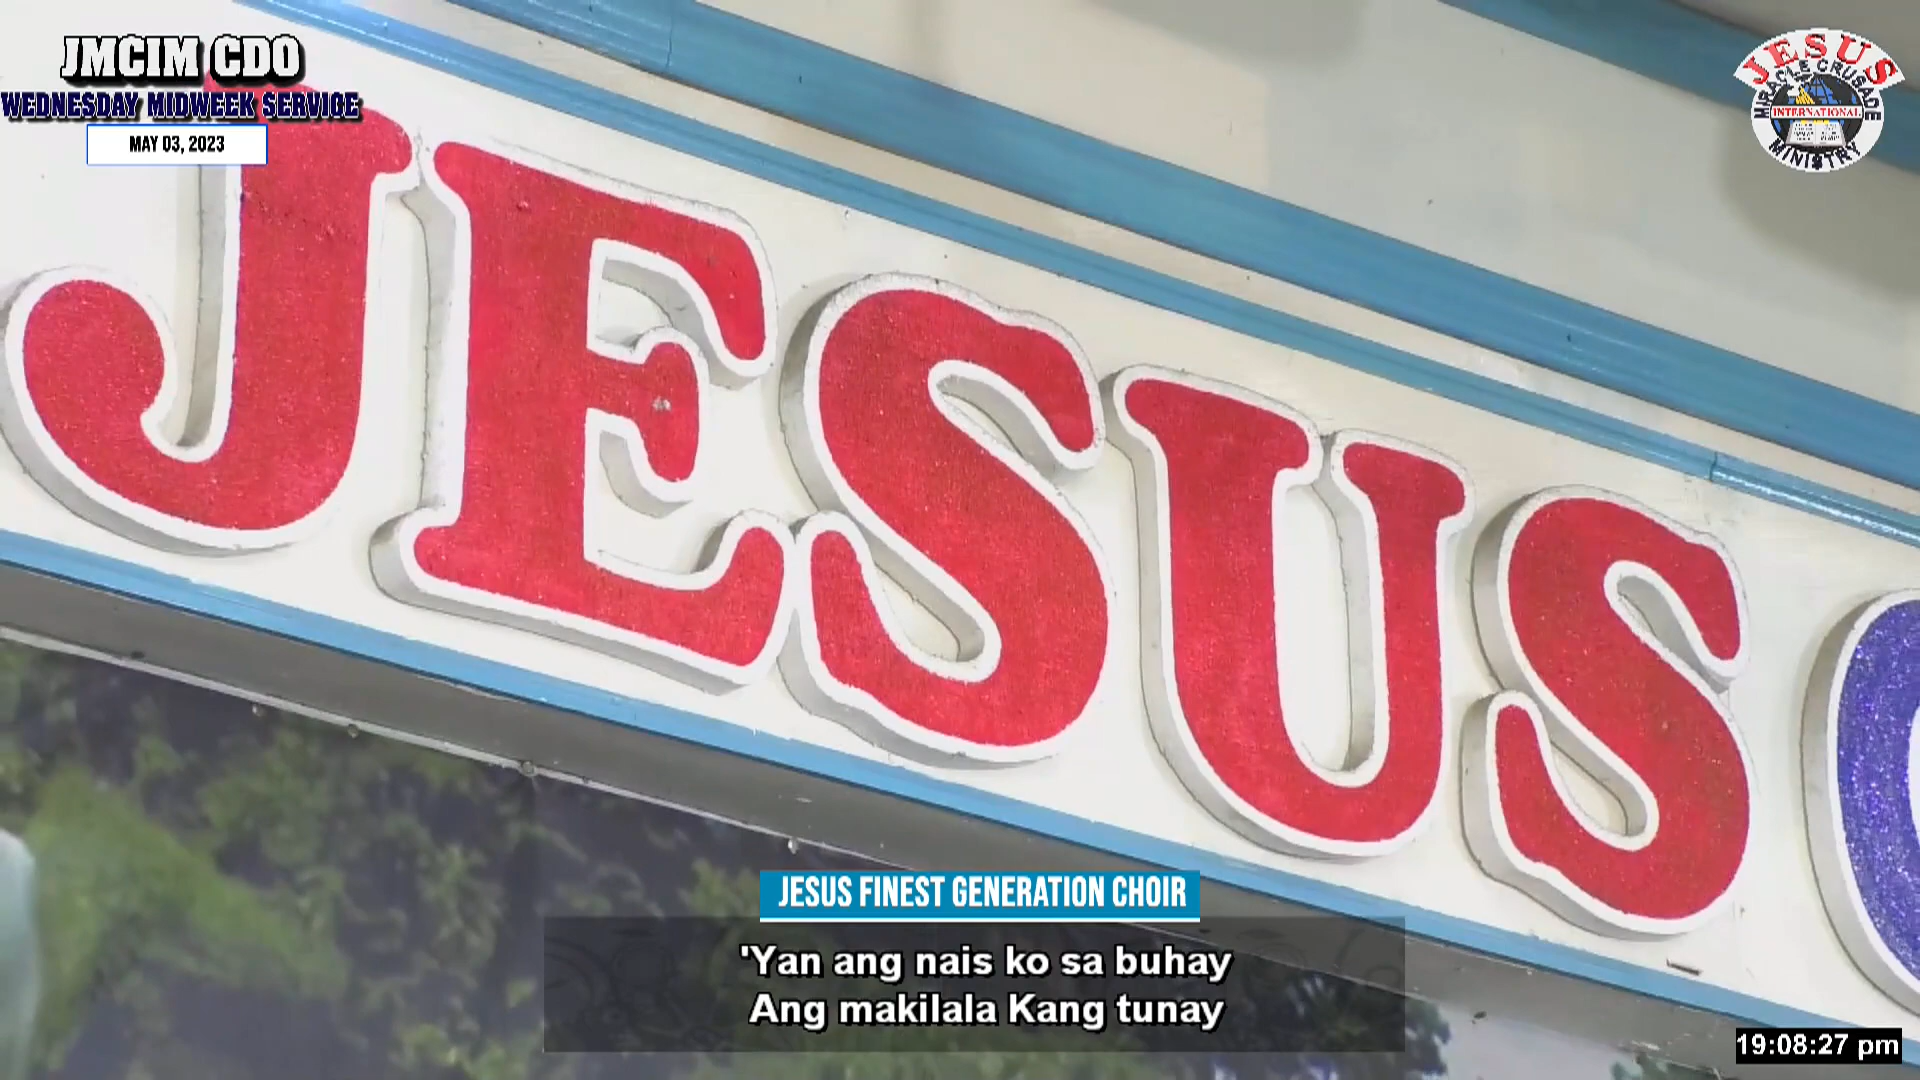 JMCIM CDO
WEDNESDAY MIDWEEK SERVICE
MAY 03, 2023
JESUS
MIRACLE CRUSADE
INTERNATIONAL
MINISTRY
JESUS
JESUS FINEST GENERATION CHOIR
'Yan ang nais ko sa buhay
Ang makilala Kang tunay
19:08:27 pm